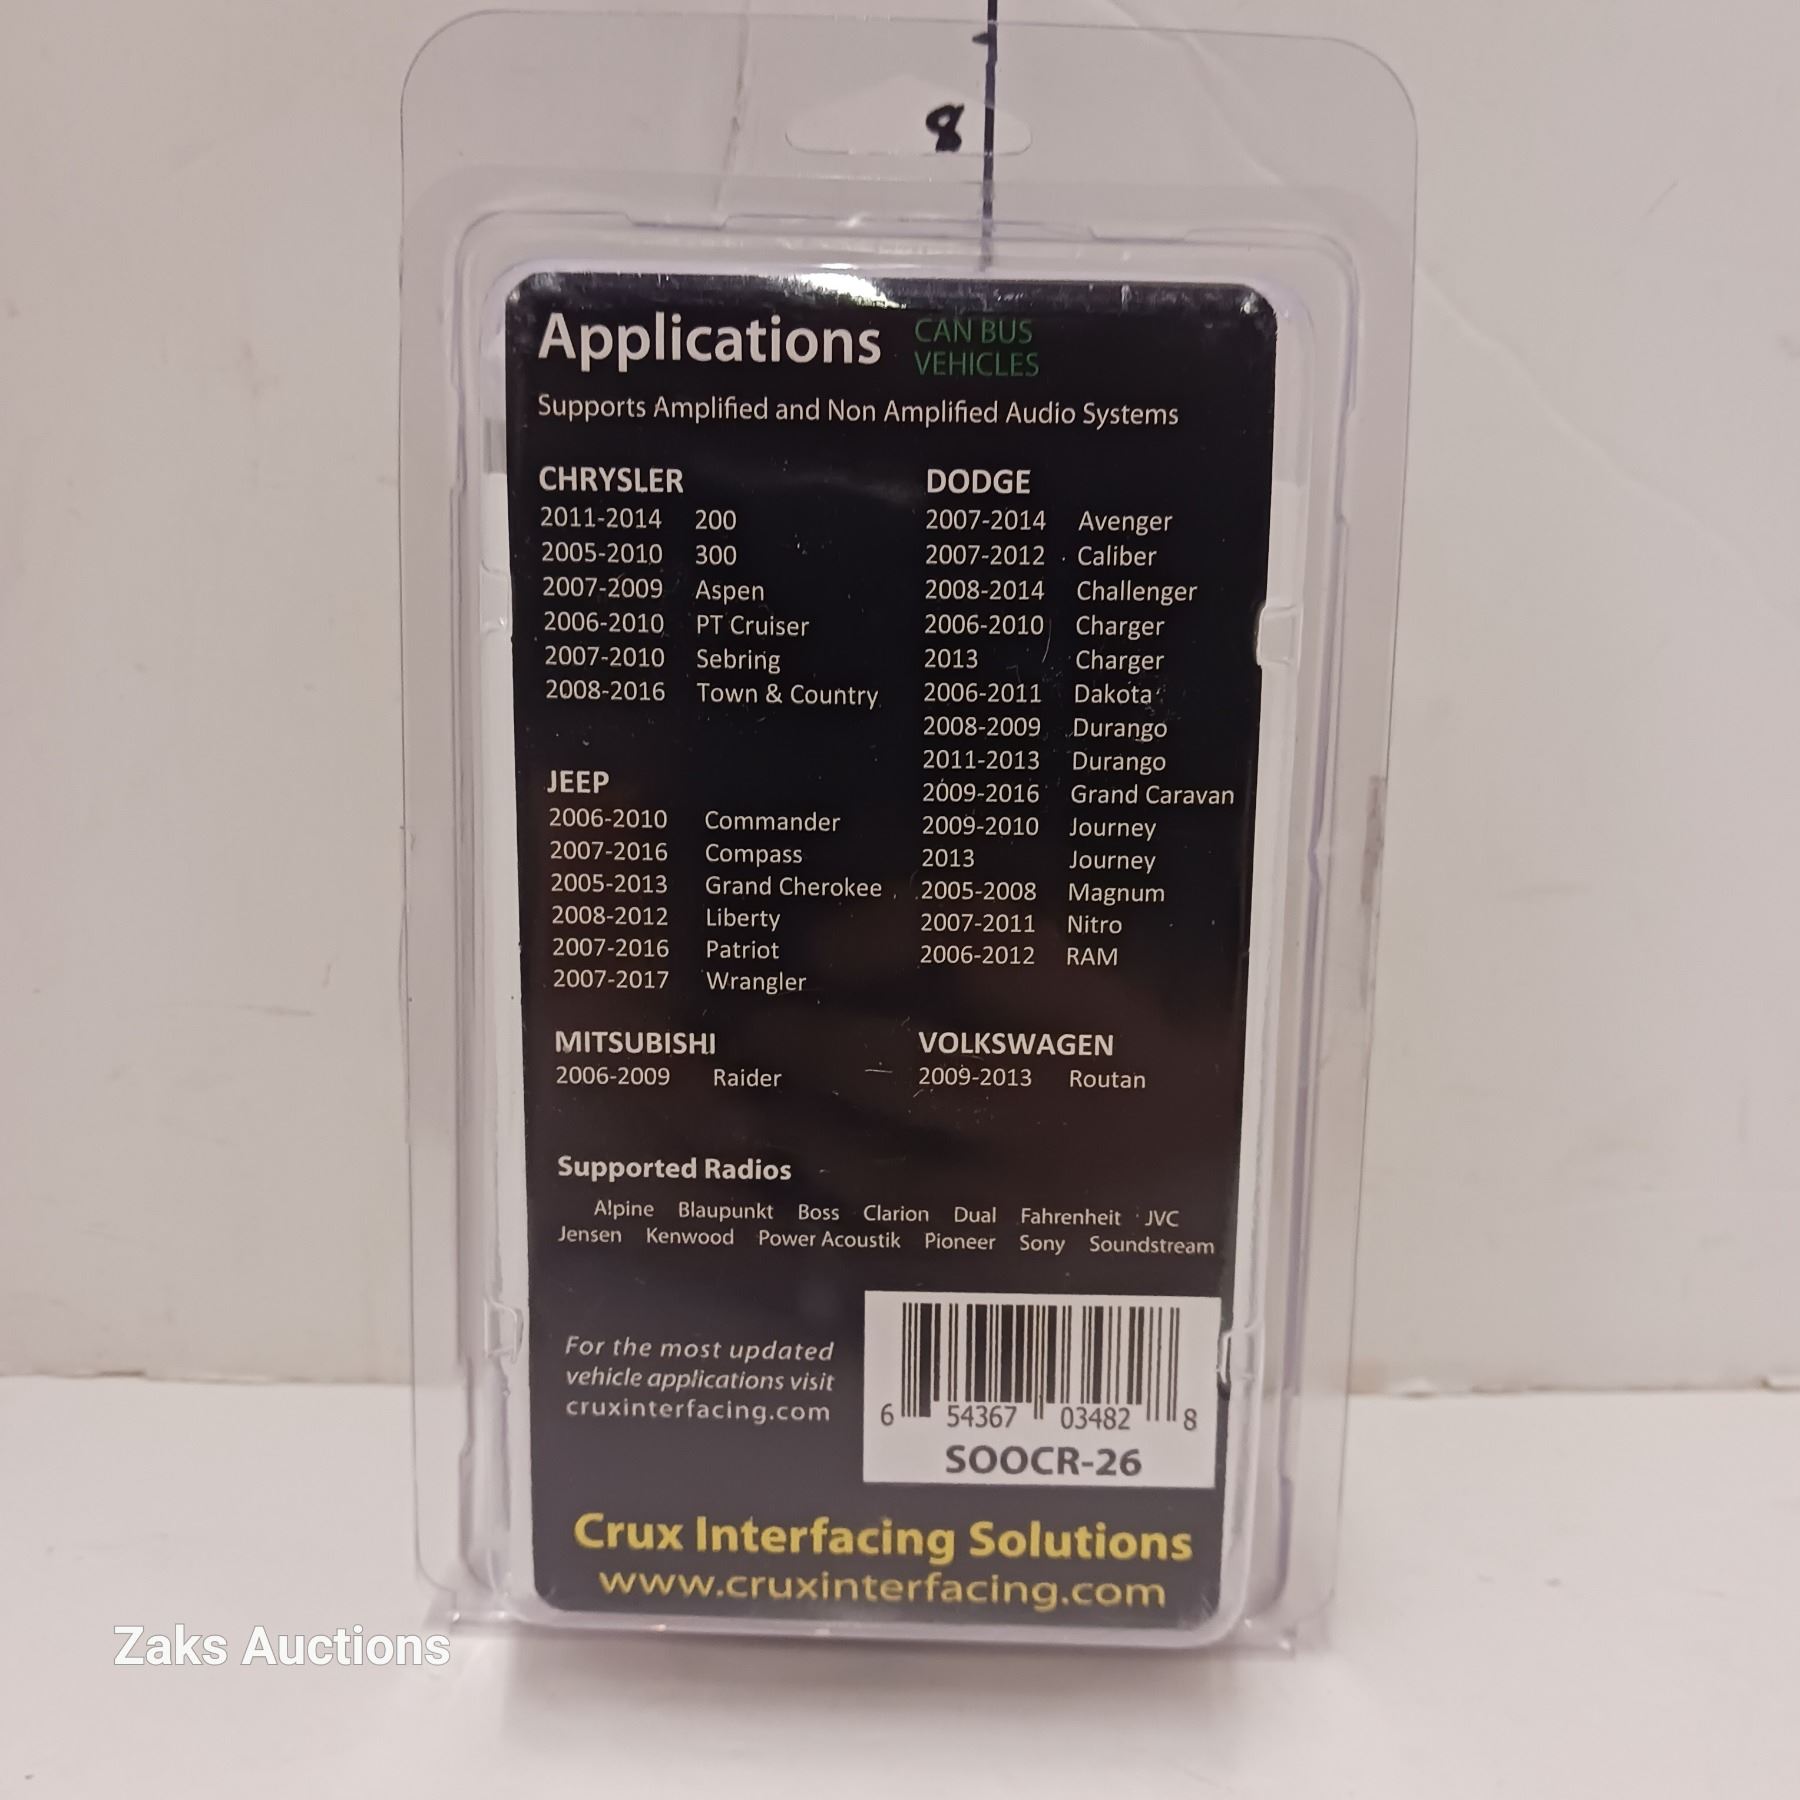 8
Applications
CAN BUS
VEHICLES
Supports Amplified and Non Amplified Audio Systems
CHRYSLER
2011-2014 200
2005-2010 300
2007-2009 Aspen
2006-2010 PT Cruiser
2007-2010 Sebring
2008-2016 Town & Country
JEEP
2006-2010 Commander
2007-2016 Compass
2005-2013 Grand Cherokee
2008-2012 Liberty
2007-2016 Patriot
2007-2017 Wrangler
DODGE
2007-2014 Avenger
2007-2012 Caliber
2008-2014 Challenger
2006-2010 Charger
2013 Charger
2006-2011 Dakota
2008-2009 Durango
2011-2013 Durango
2009-2016 Grand Caravan
2009-2010 Journey
2013 Journey
2005-2008 Magnum
2007-2011 Nitro
2006-2012 RAM
MITSUBISHI
2006-2009 Raider
VOLKSWAGEN
2009-2013 Routan
Supported Radios
Alpine Blaupunkt Boss Clarion Dual Fahrenheit JVC
Jensen Kenwood Power Acoustik Pioneer Sony Soundstream
For the most updated
vehicle applications visit
cruxinterfacing.com
6 54367 03482 8
SOOCR-26
Crux Interfacing Solutions
www.cruxinterfacing.com
Zaks Auctions